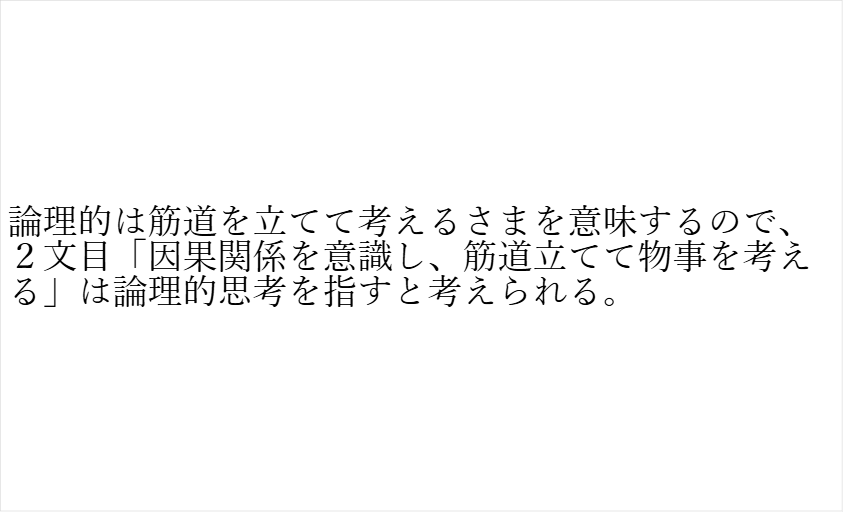 論理的は筋道を立てて考えるさまを意味するので、
２文目「因果関係を意識し、筋道立てて物事を考え
る」は論理的思考を指すと考えられる。